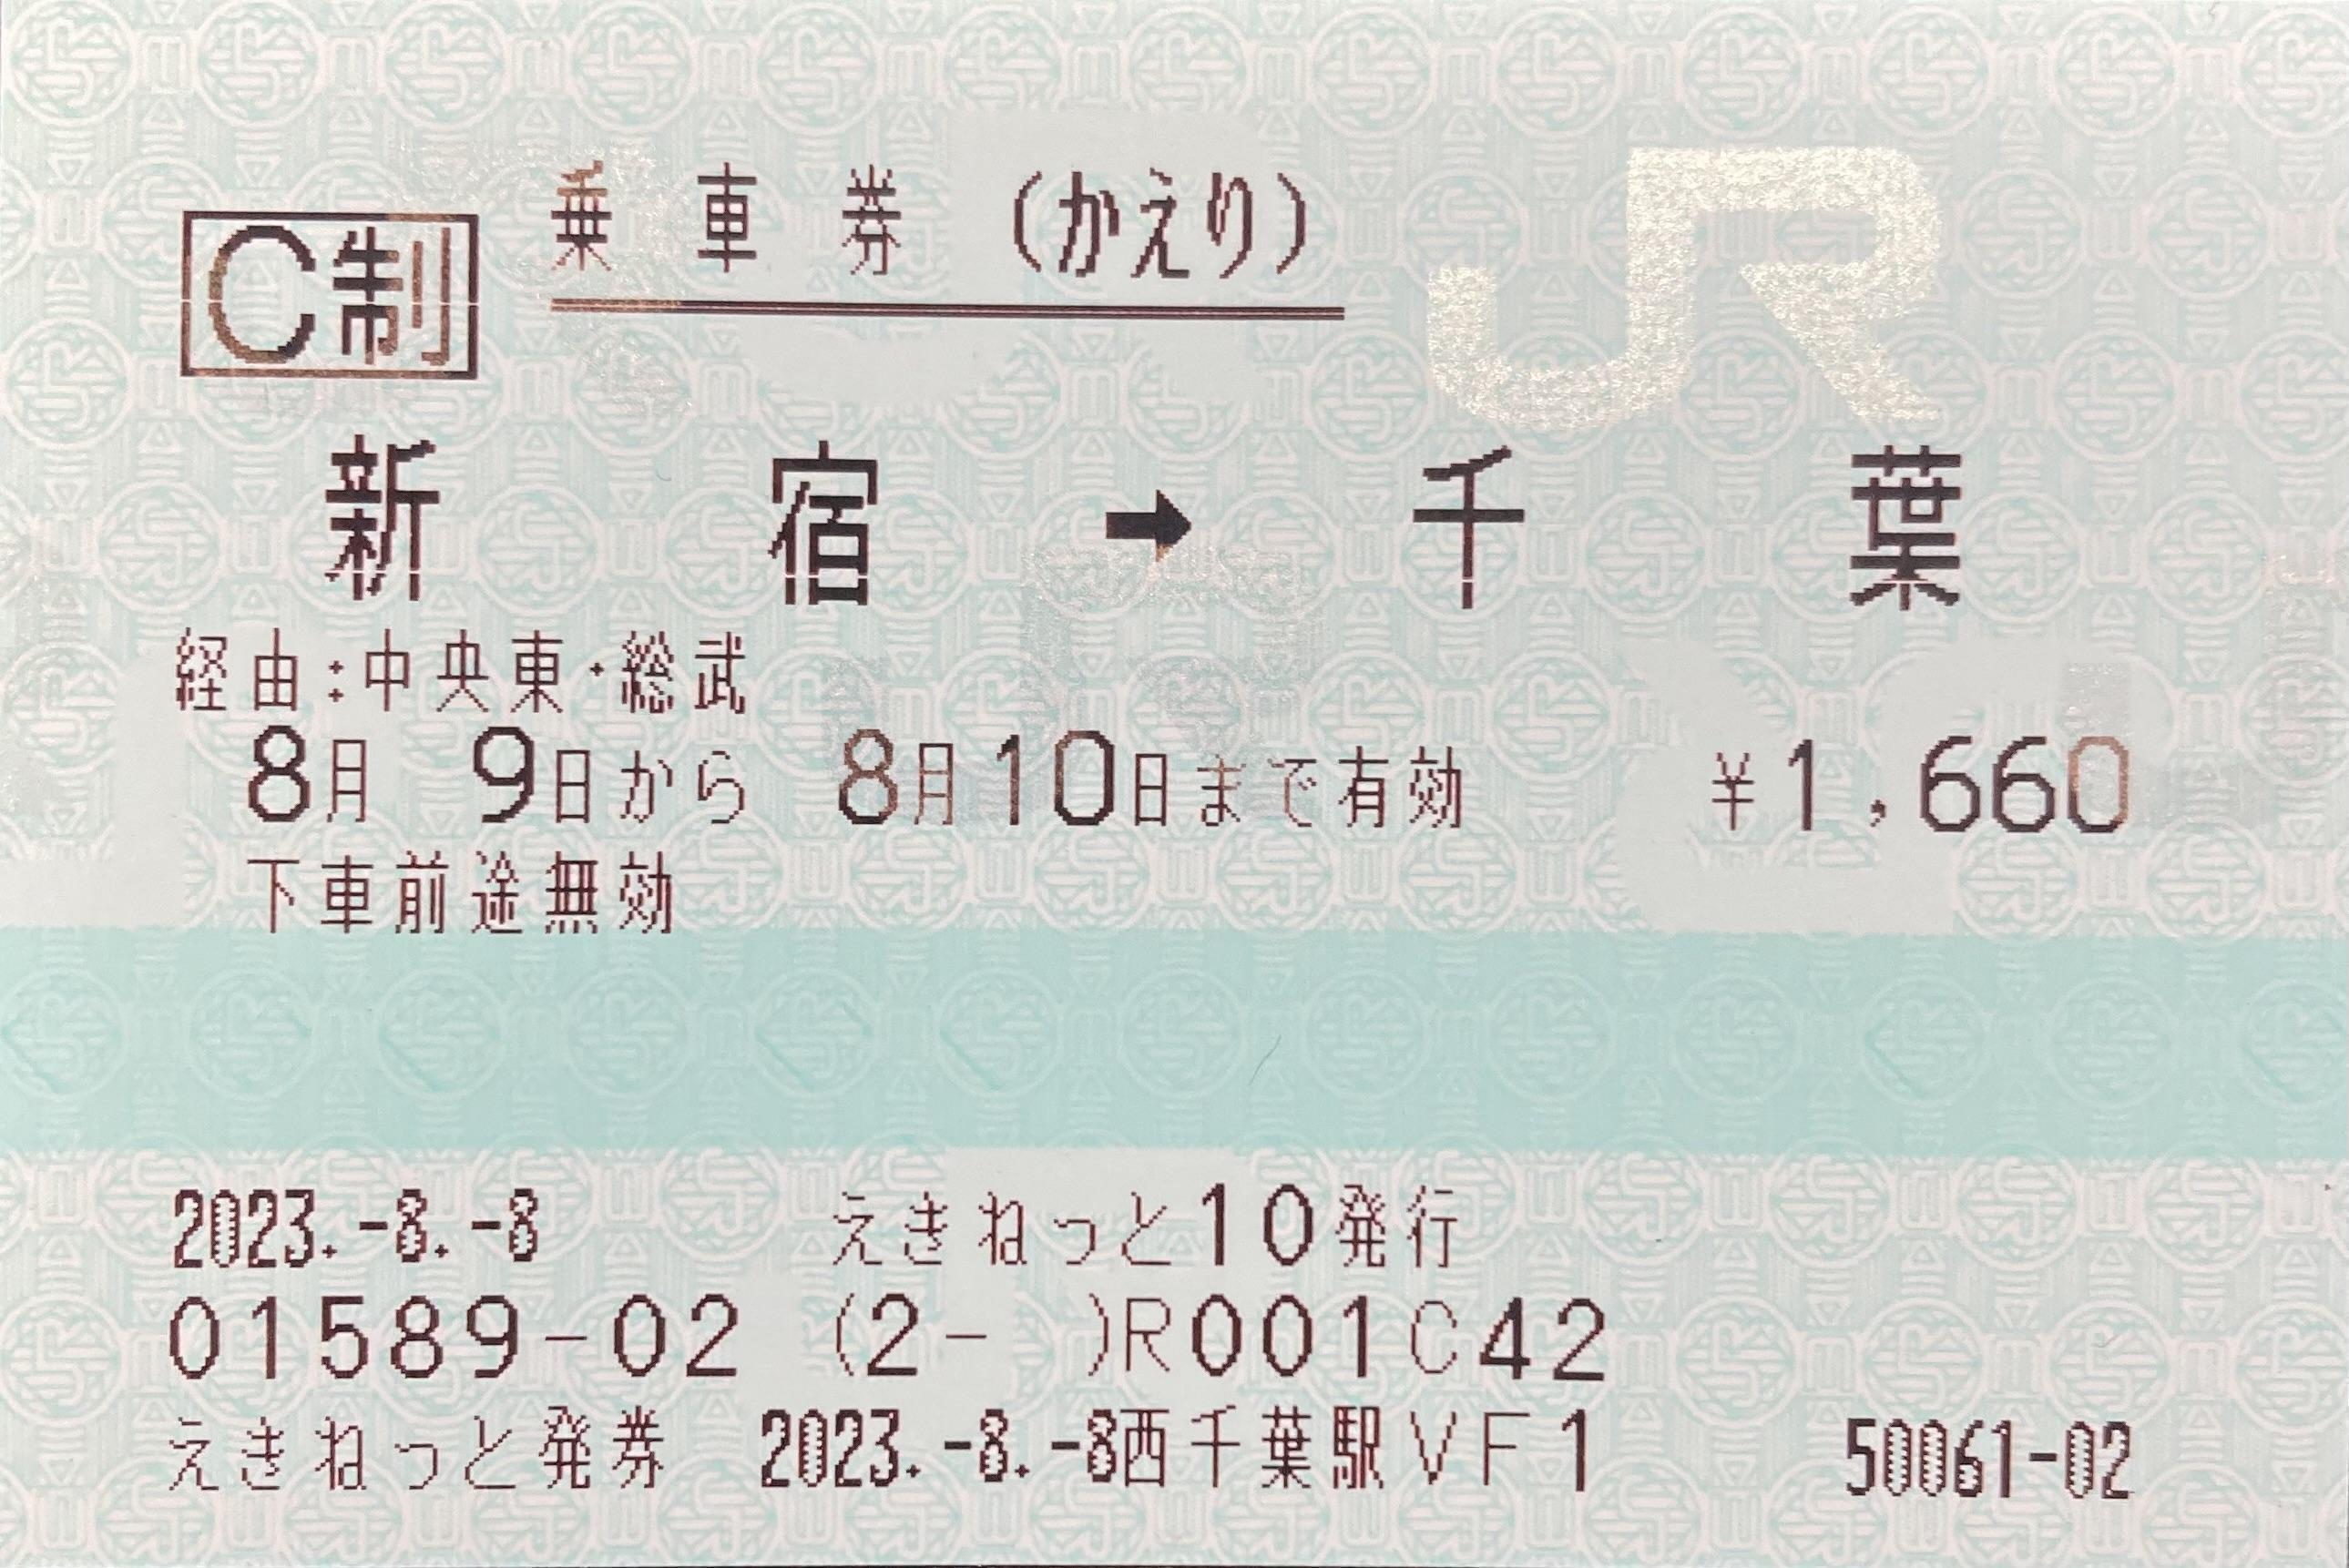 C制 乗車券(かえり) JR
新宿➡千葉
経由:中央東・総武
8月 9日から 8月10日まで有効 ¥1,660
下車前途無効
2023.-8.-8 えきねっと10発行
01589-02 (2- )R001C42
えきねっと発券 2023.-8.-8西千葉駅VF1 50061-02